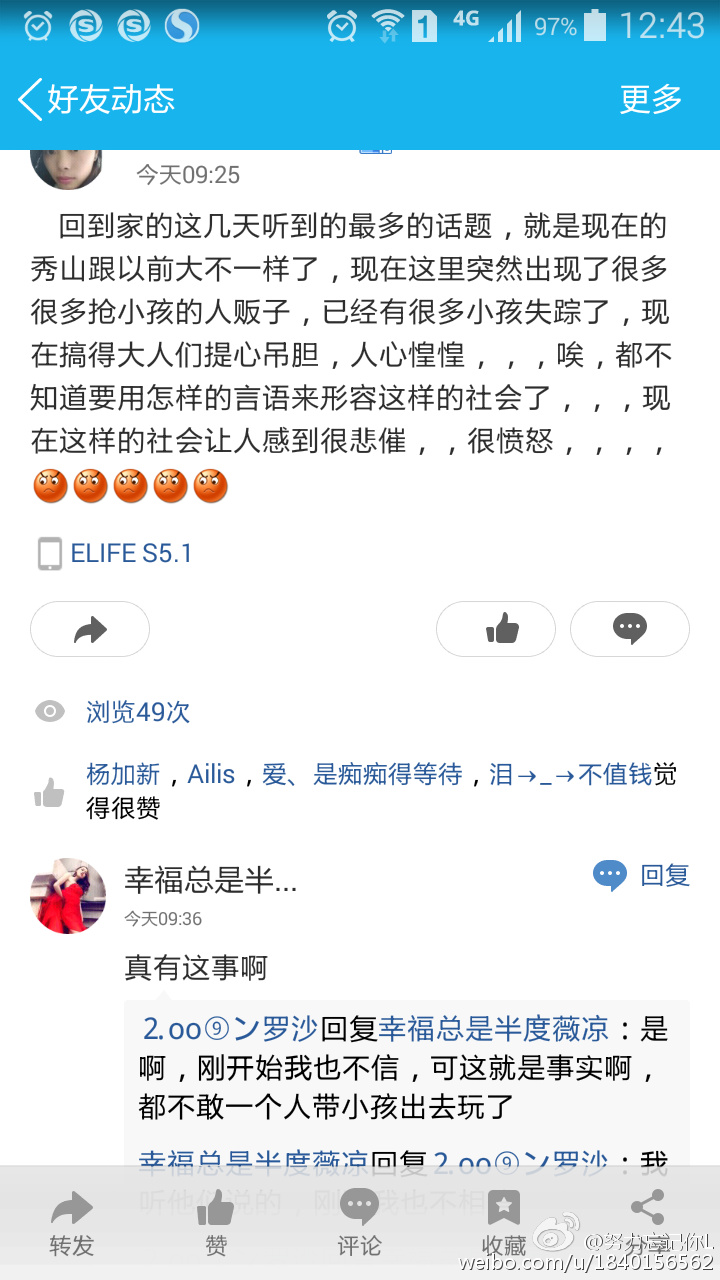 1 4G 97% 12:43
好友动态 更多
今天09:25
回到家的这几天听到的最多的话题，就是现在的
秀山跟以前大不一样了，现在这里突然出现了很多
很多抢小孩的人贩子，已经有很多小孩失踪了，现
在搞得大人们提心吊胆，人心惶惶，，，唉，都不
知道要用怎样的言语来形容这样的社会了，，，现
在这样的社会让人感到很悲催，，很愤怒，，，，
ELIFE S5.1
浏览49次
杨加新，Ailis，爱、是痴痴得等待，泪→_→不值钱觉
得很赞
幸福总是半... 回复
今天09:36
真有这事啊
2.oo⑨ン罗沙回复幸福总是半度薇凉：是
啊，刚开始我也不信，可这就是事实啊，
都不敢一个人带小孩出去玩了
幸福总是半度薇凉回复2.oo⑨ン罗沙：我
听他们说的，刚
我也不相
转发 赞 评论 收藏 分享
@努力忘记你L
weibo.com/u/1840156562